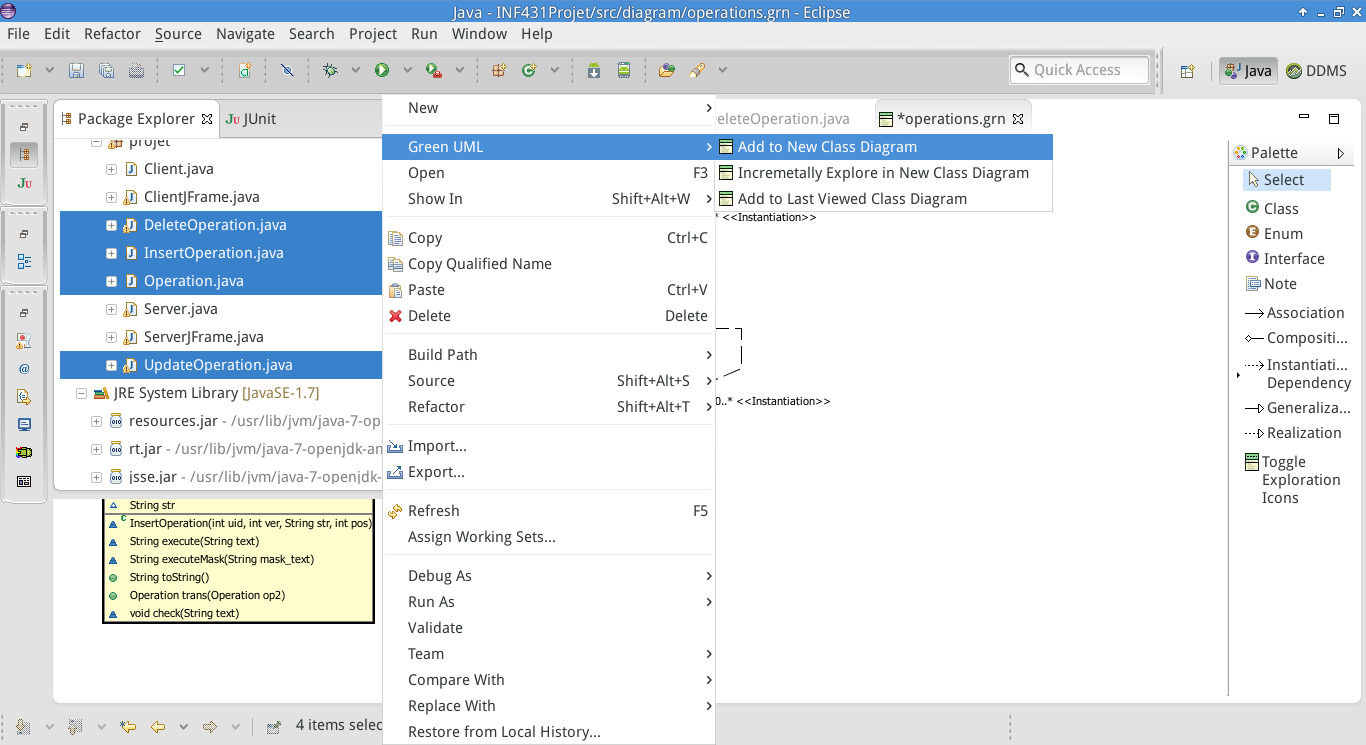 Java - INF431Projet/src/diagram/operations.grn - Eclipse
File Edit Refactor Source Navigate Search Project Run Window Help
Quick Access
Java
DDMS
Package Explorer
JUnit
eleteOperation.java
*operations.grn
projet
Client.java
ClientJFrame.java
DeleteOperation.java
InsertOperation.java
Operation.java
Server.java
ServerJFrame.java
UpdateOperation.java
JRE System Library [JavaSE-1.7]
resources.jar - /usr/lib/jvm/java-7-op
rt.jar - /usr/lib/jvm/java-7-openjdk-am
jsse.jar - /usr/lib/jvm/java-7-openjdk-
String str
InsertOperation(int uid, int ver, String str, int pos)
String execute(String text)
String executeMask(String mask_text)
String toString()
Operation trans(Operation op2)
void check(String text)
New
Green UML
Open F3
Show In Shift+Alt+W
Copy Ctrl+C
Copy Qualified Name
Paste Ctrl+V
Delete Delete
Build Path
Source Shift+Alt+S
Refactor Shift+Alt+T
Import...
Export...
Refresh F5
Assign Working Sets...
Debug As
Run As
Validate
Team
Compare With
Replace With
Restore from Local History...
Add to New Class Diagram
Incremetally Explore in New Class Diagram
Add to Last Viewed Class Diagram
* <<Instantiation>>
0..* <<Instantiation>>
Palette
Select
Class
Enum
Interface
Note
Association
Compositi...
Instantiati...
Dependency
Generaliza...
Realization
Toggle
Exploration
Icons
4 items selec